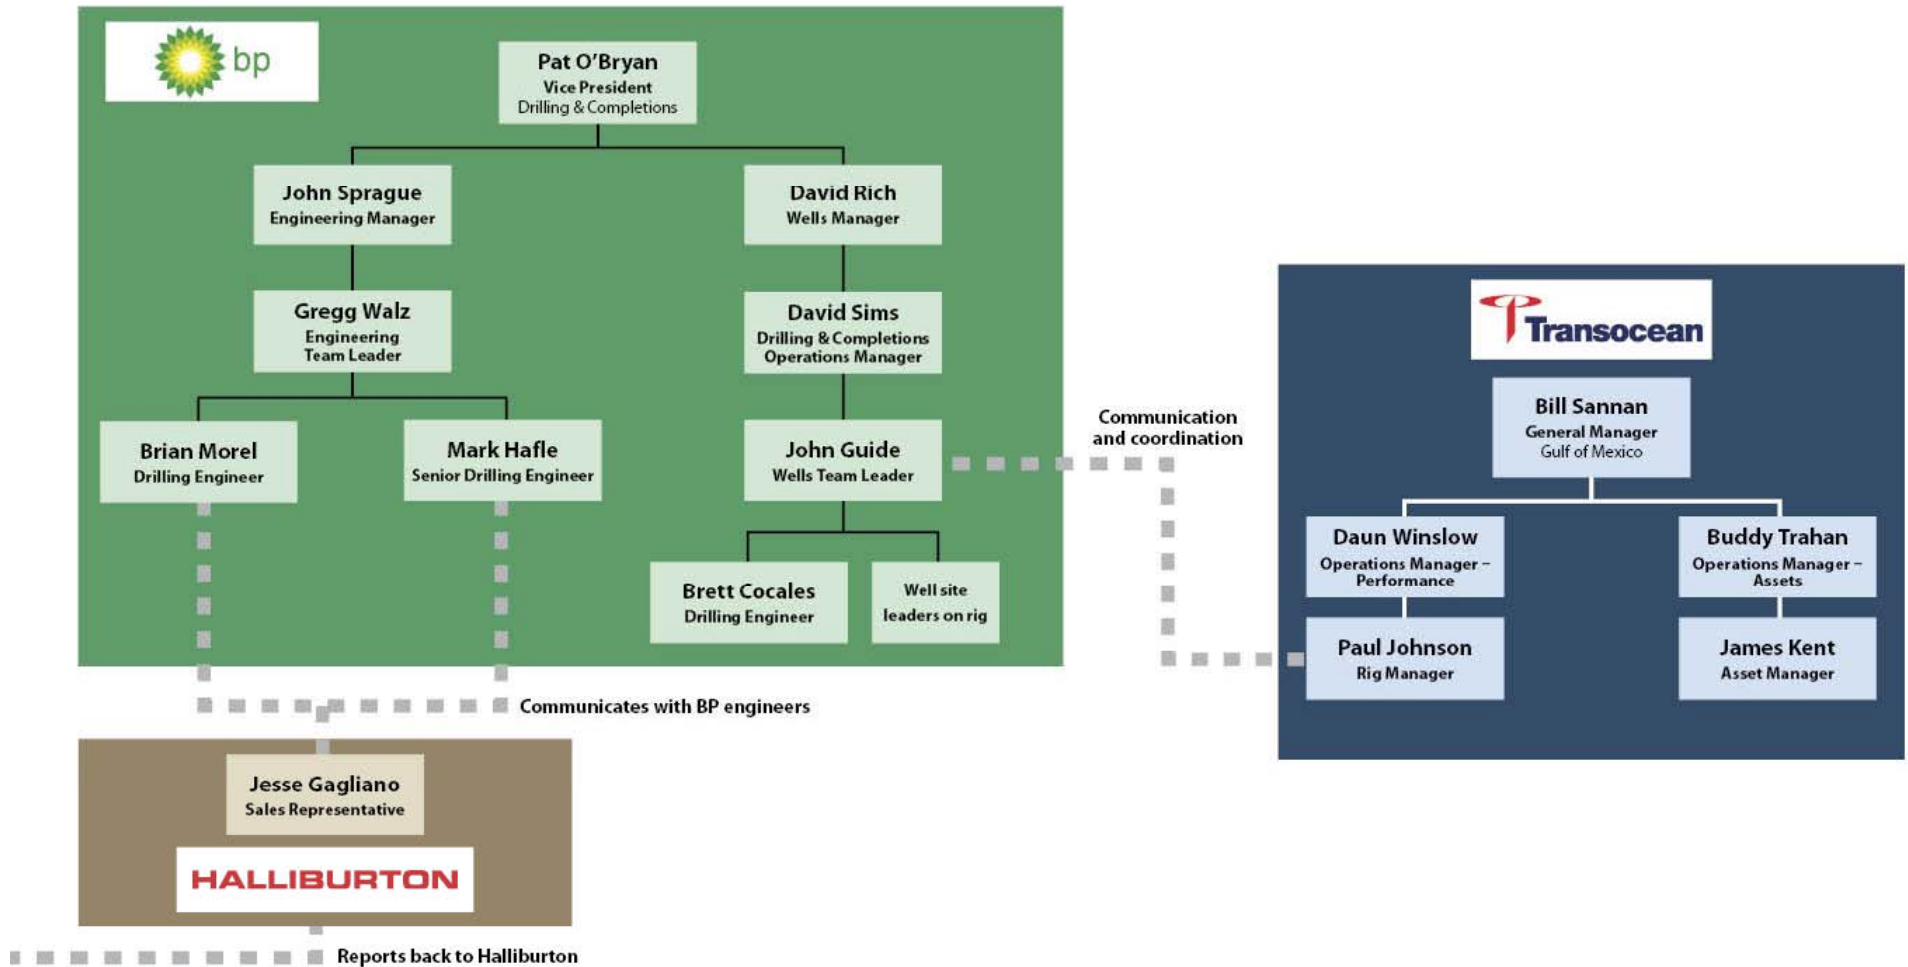 bp
Pat O’Bryan
Vice President
Drilling & Completions
John Sprague
Engineering Manager
David Rich
Wells Manager
Gregg Walz
Engineering
Team Leader
David Sims
Drilling & Completions
Operations Manager
Brian Morel
Drilling Engineer
Mark Hafle
Senior Drilling Engineer
John Guide
Wells Team Leader
Brett Cocales
Drilling Engineer
Well site
leaders on rig
Communication
and coordination
Transocean
Bill Sannan
General Manager
Gulf of Mexico
Daun Winslow
Operations Manager –
Performance
Buddy Trahan
Operations Manager –
Assets
Paul Johnson
Rig Manager
James Kent
Asset Manager
Communicates with BP engineers
Jesse Gagliano
Sales Representative
HALLIBURTON
Reports back to Halliburton